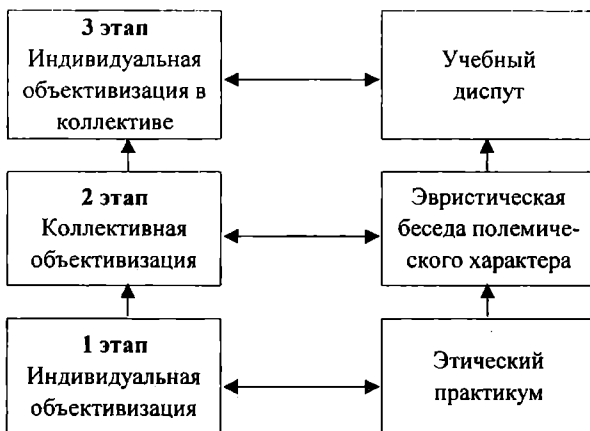 3 этап
Индивидуальная
объективизация в
коллективе
Учебный
диспут
2 этап
Коллективная
объективизация
Эвристическая
беседа полемиче-
ского характера
1 этап
Индивидуальная
объективизация
Этический
практикум